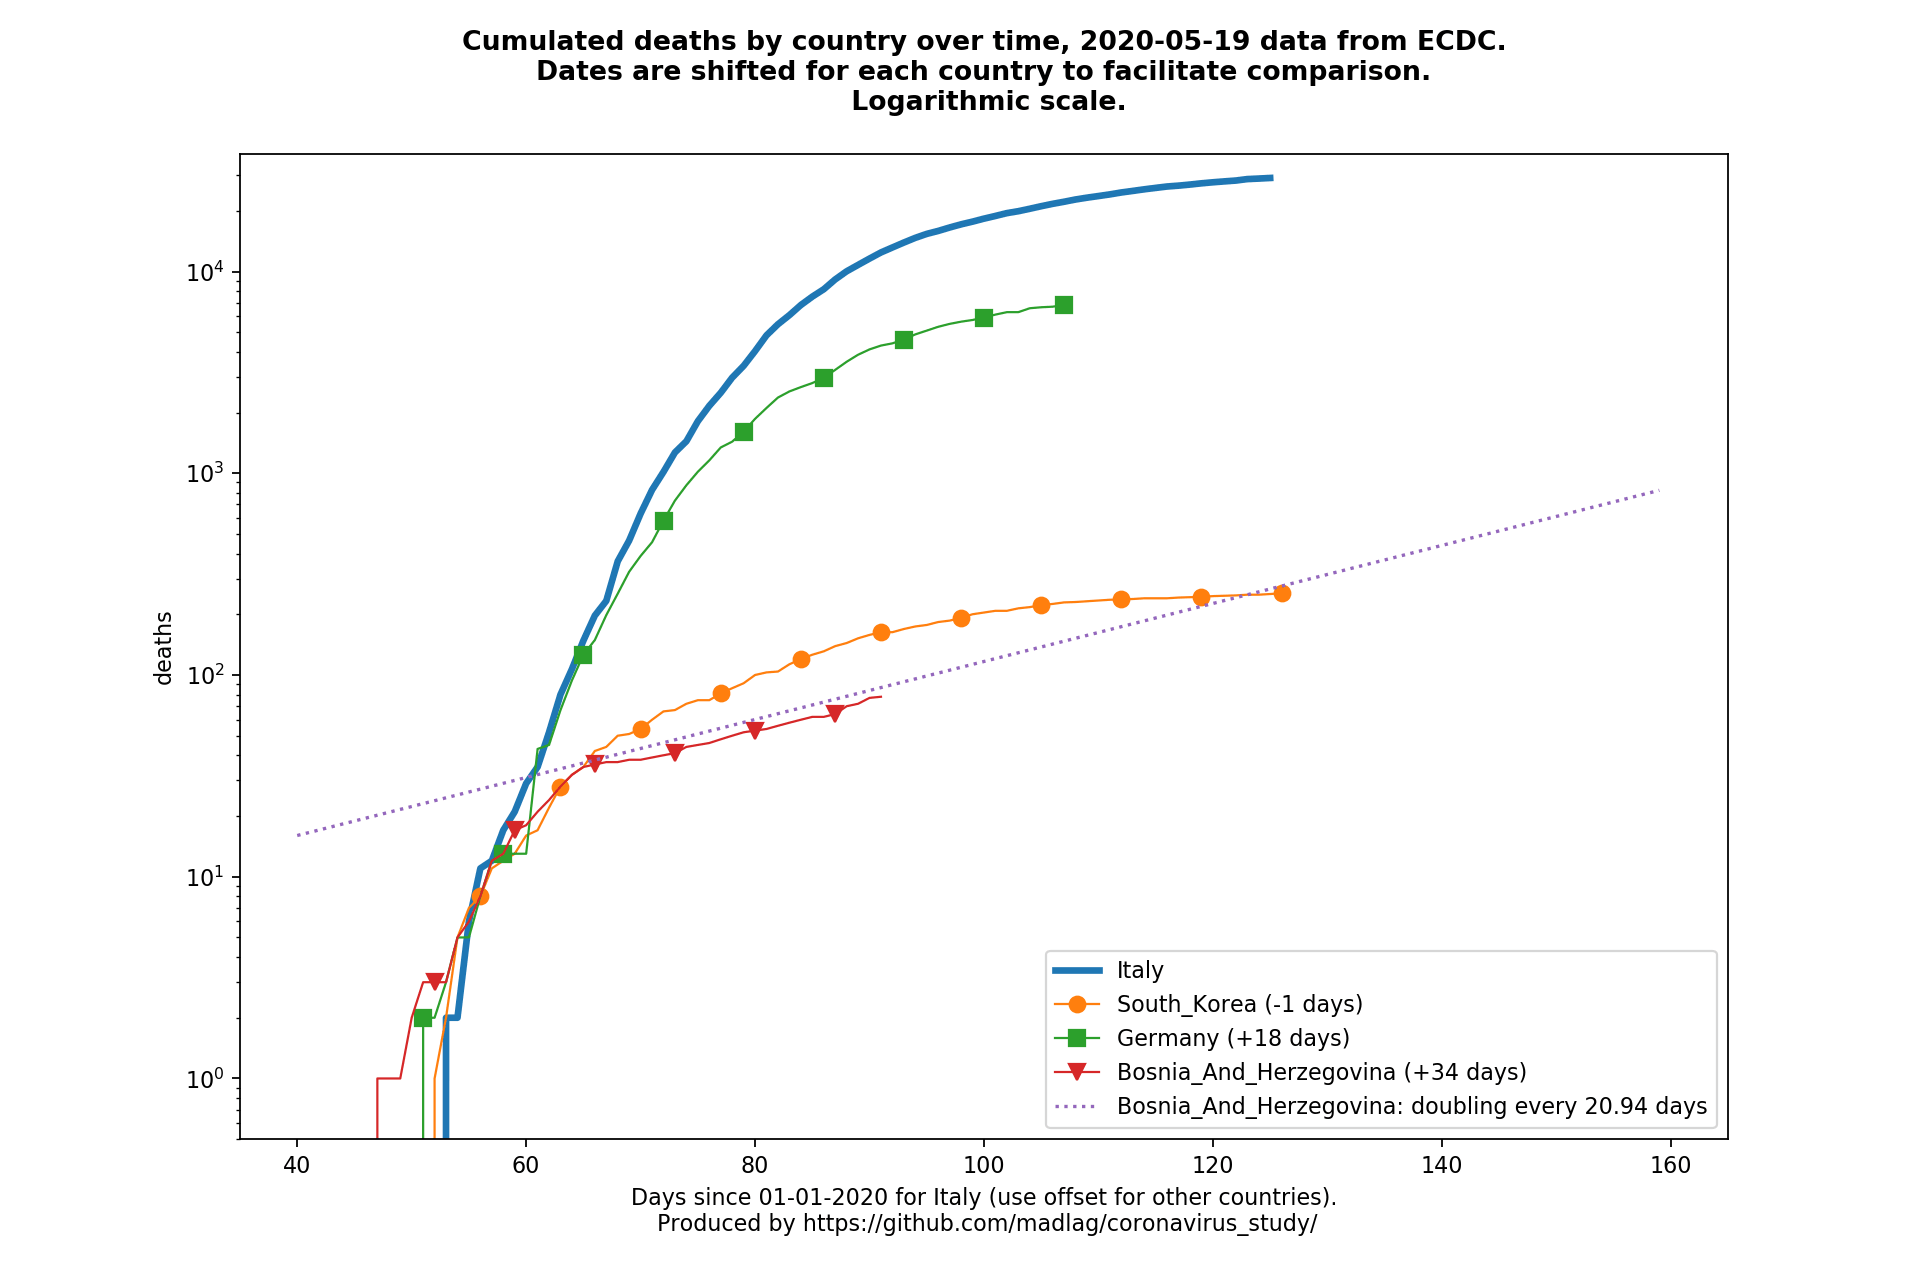 Cumulated deaths by country over time, 2020-05-19 data from ECDC.
Dates are shifted for each country to facilitate comparison.
Logarithmic scale.
deaths
10^4
10^3
10^2
10^1
10^0
Italy
South_Korea (-1 days)
Germany (+18 days)
Bosnia_And_Herzegovina (+34 days)
Bosnia_And_Herzegovina: doubling every 20.94 days
40 60 80 100 120 140 160
Days since 01-01-2020 for Italy (use offset for other countries).
Produced by https://github.com/madlag/coronavirus_study/